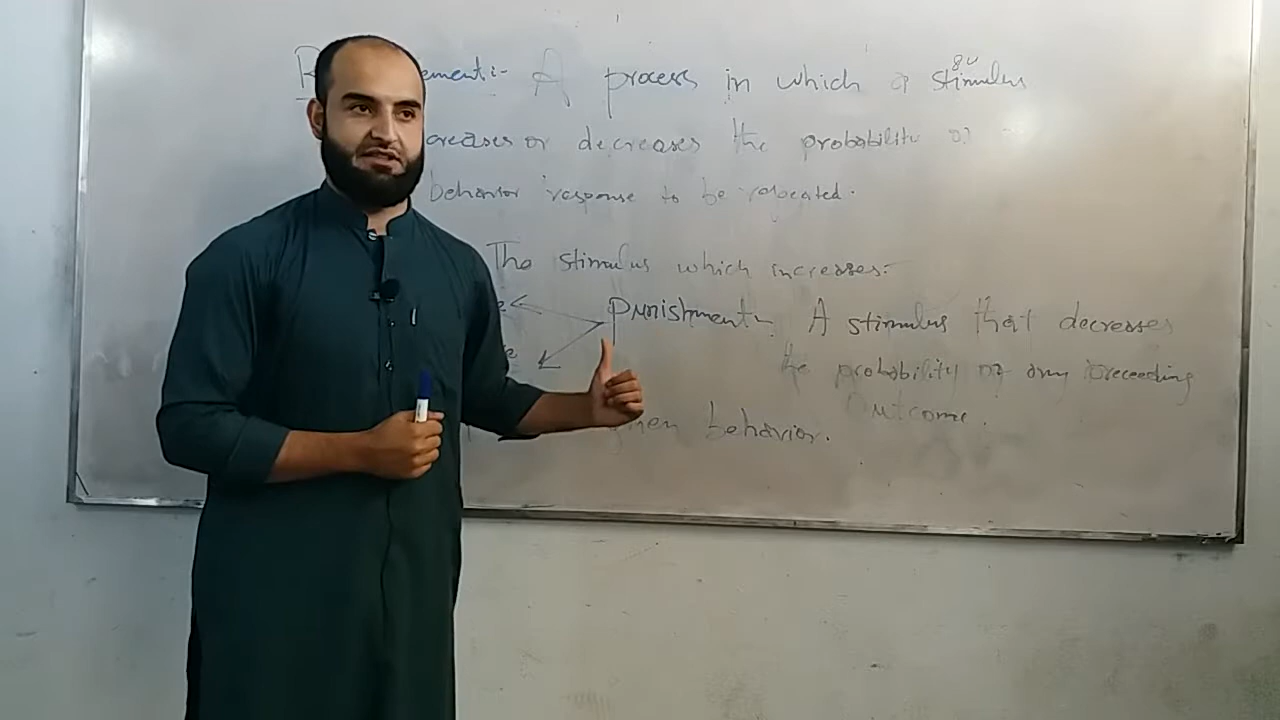 R ement:- A process in which a stimulus
creases or decreases the probability of
behavior response to be repeated.
The stimulus which increases:-
punishment A stimulus that decreases
the probability of any preceeding
given behavior. Outcome.